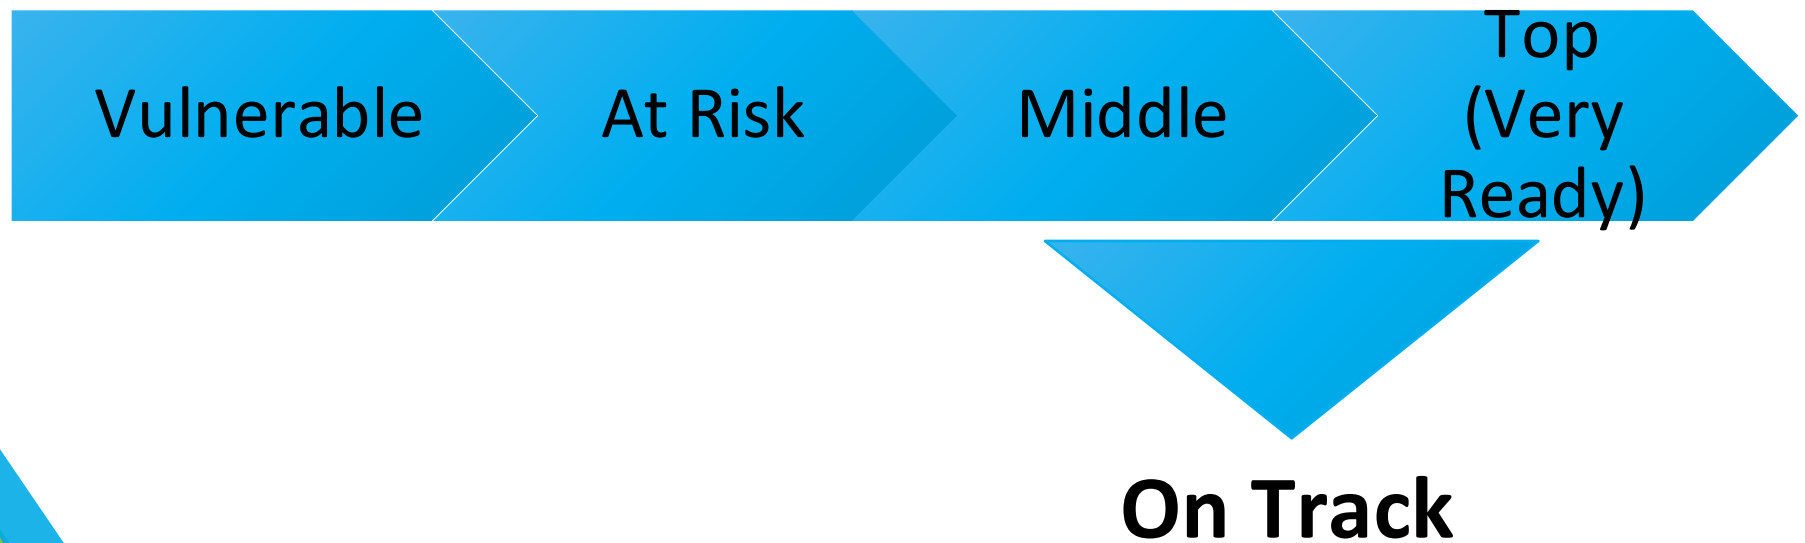 Vulnerable
At Risk
Middle
Top
(Very
Ready)
On Track